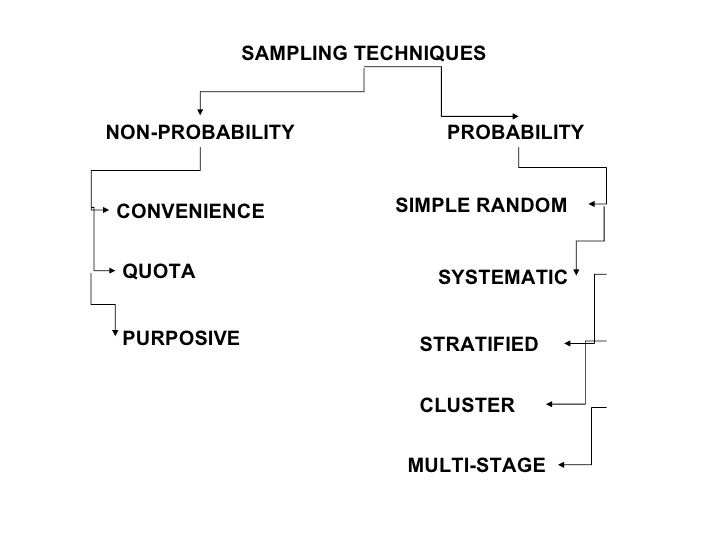 SAMPLING TECHNIQUES
NON-PROBABILITY
PROBABILITY
CONVENIENCE
SIMPLE RANDOM
QUOTA
SYSTEMATIC
PURPOSIVE
STRATIFIED
CLUSTER
MULTI-STAGE